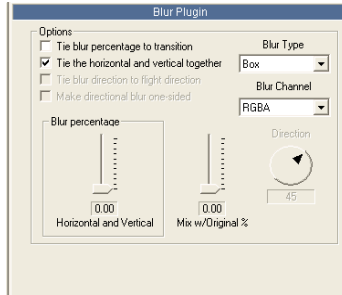 Blur Plugin
Options
Tie blur percentage to transition
Tie the horizontal and vertical together
Tie blur direction to flight direction
Make directional blur one-sided
Blur Type
Box
Blur Channel
RGBA
Blur percentage
0.00
Horizontal and Vertical
0.00
Mix w/Original %
Direction
45